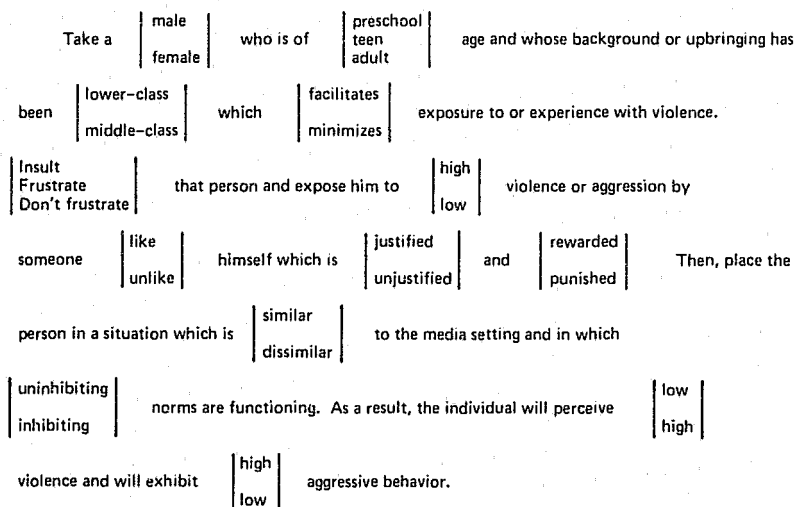 Take a | male / female | who is of | preschool / teen / adult | age and whose background or upbringing has
been | lower-class / middle-class | which | facilitates / minimizes | exposure to or experience with violence.
| Insult / Frustrate / Don't frustrate | that person and expose him to | high / low | violence or aggression by
someone | like / unlike | himself which is | justified / unjustified | and | rewarded / punished | Then, place the
person in a situation which is | similar / dissimilar | to the media setting and in which
| uninhibiting / inhibiting | norms are functioning. As a result, the individual will perceive | low / high |
violence and will exhibit | high / low | aggressive behavior.